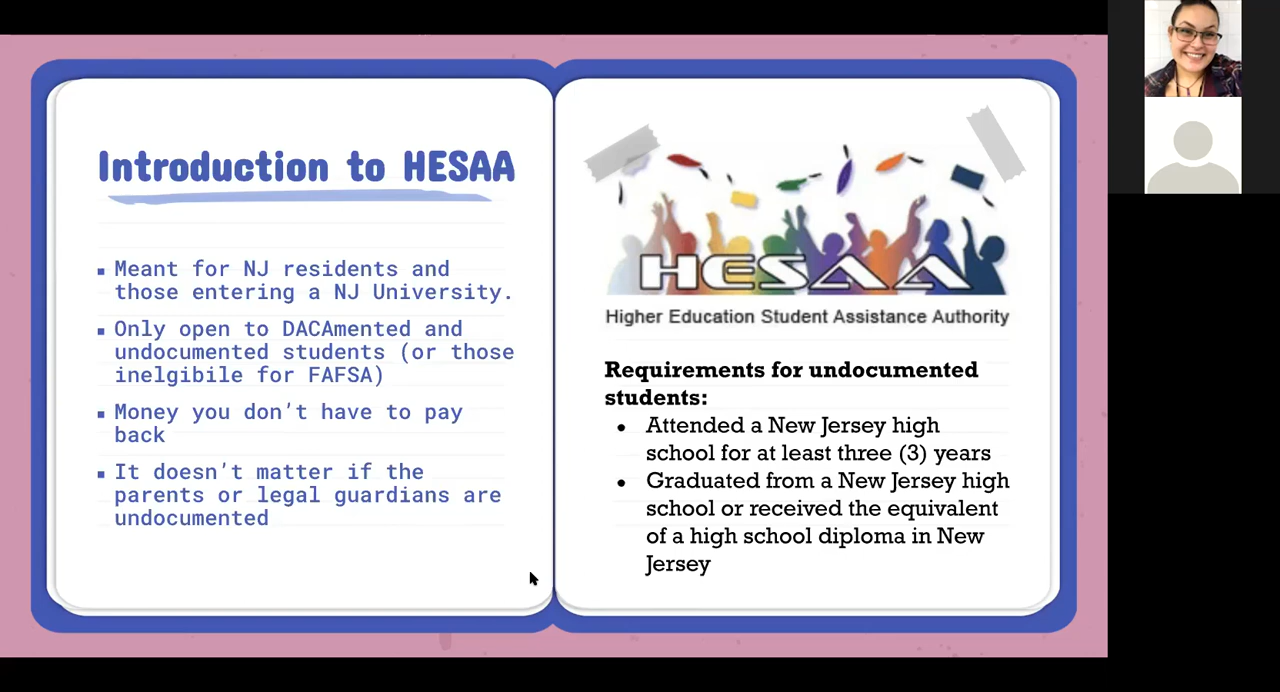 Introduction to HESAA
▪ Meant for NJ residents and
those entering a NJ University.
▪ Only open to DACAmented and
undocumented students (or those
inelgibile for FAFSA)
▪ Money you don't have to pay
back
▪ It doesn't matter if the
parents or legal guardians are
undocumented
HESAA
Higher Education Student Assistance Authority
Requirements for undocumented
students:
● Attended a New Jersey high
school for at least three (3) years
● Graduated from a New Jersey high
school or received the equivalent
of a high school diploma in New
Jersey